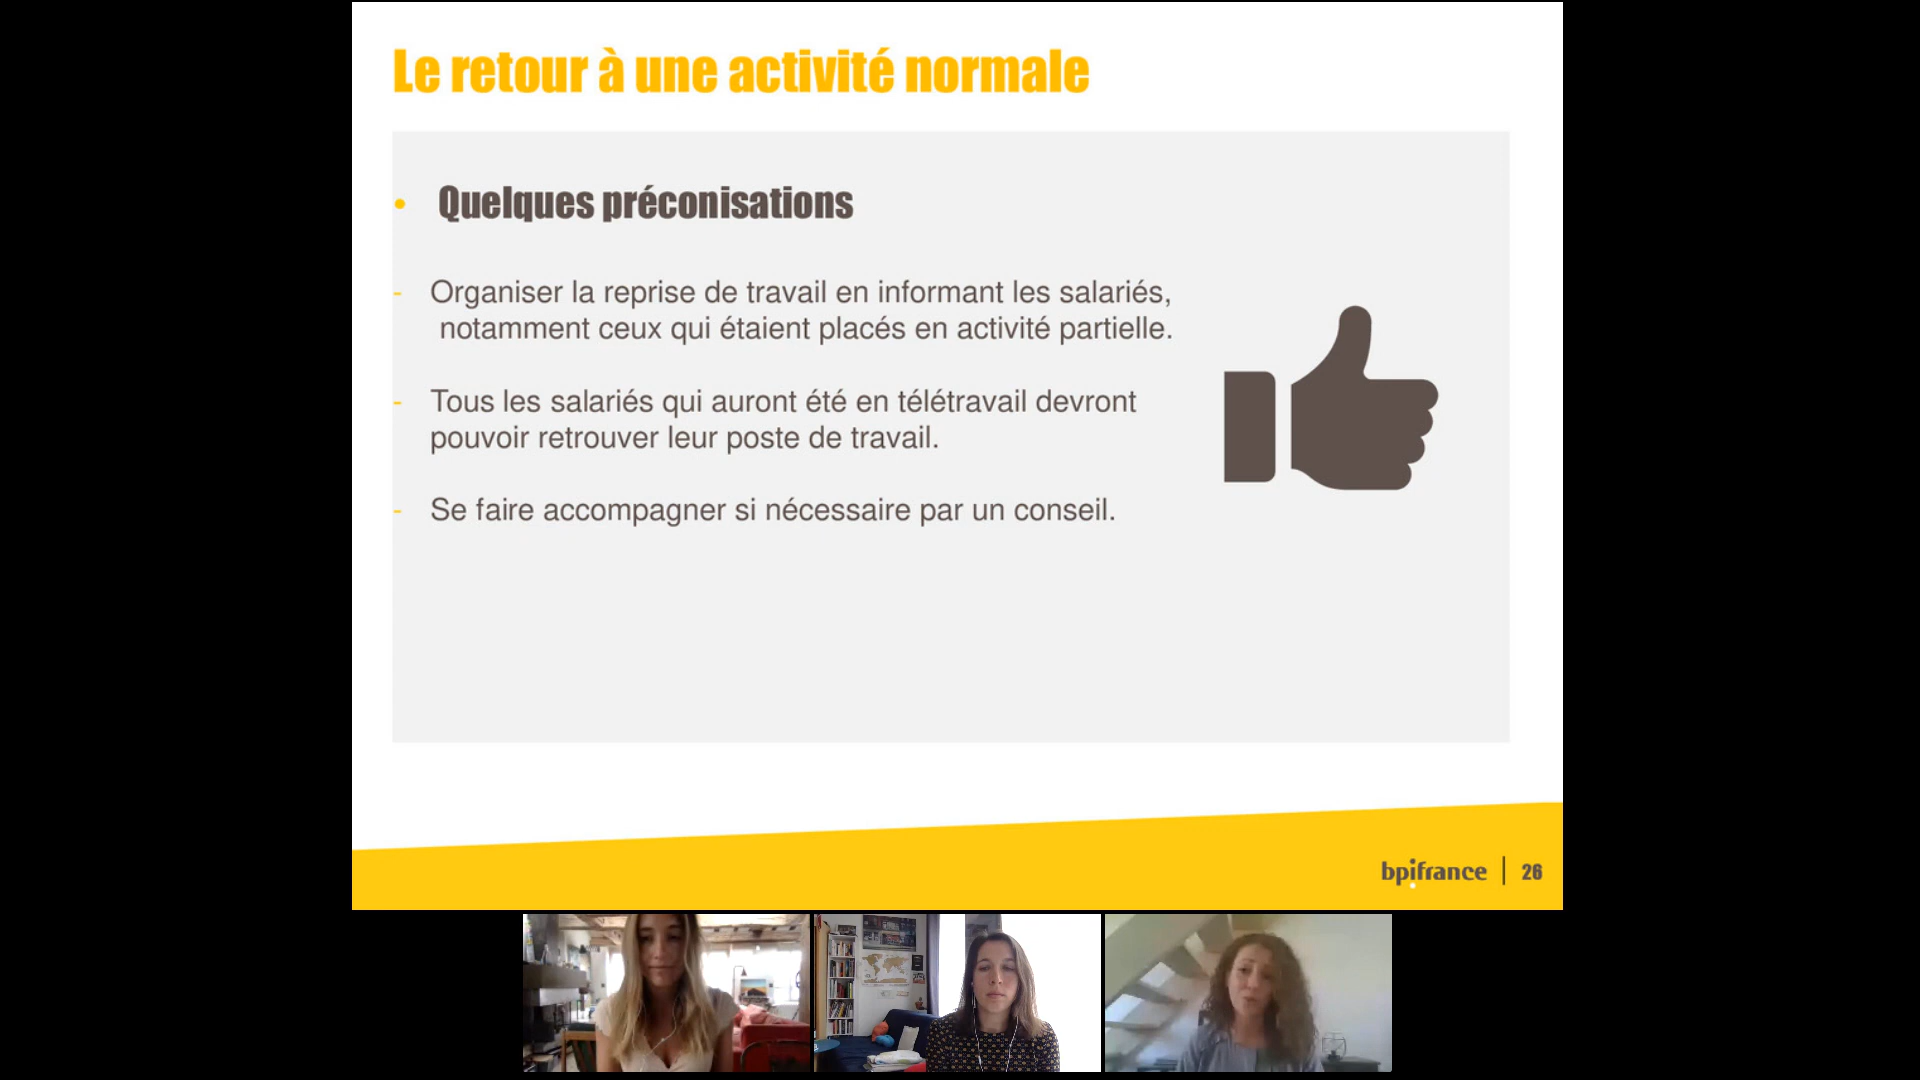 Le retour à une activité normale
• Quelques préconisations
- Organiser la reprise de travail en informant les salariés,
notamment ceux qui étaient placés en activité partielle.
- Tous les salariés qui auront été en télétravail devront
pouvoir retrouver leur poste de travail.
- Se faire accompagner si nécessaire par un conseil.
bpifrance | 26